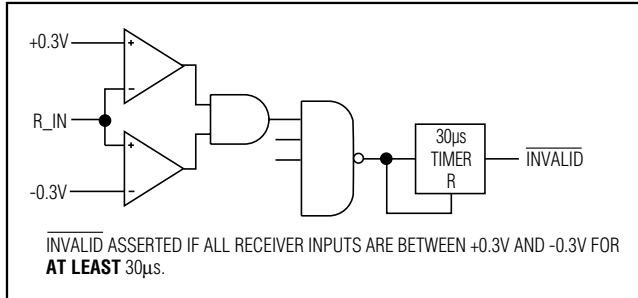 +0.3V
R_IN
-0.3V
30μs
TIMER
R
INVALID
INVALID ASSERTED IF ALL RECEIVER INPUTS ARE BETWEEN +0.3V AND -0.3V FOR
AT LEAST 30μs.